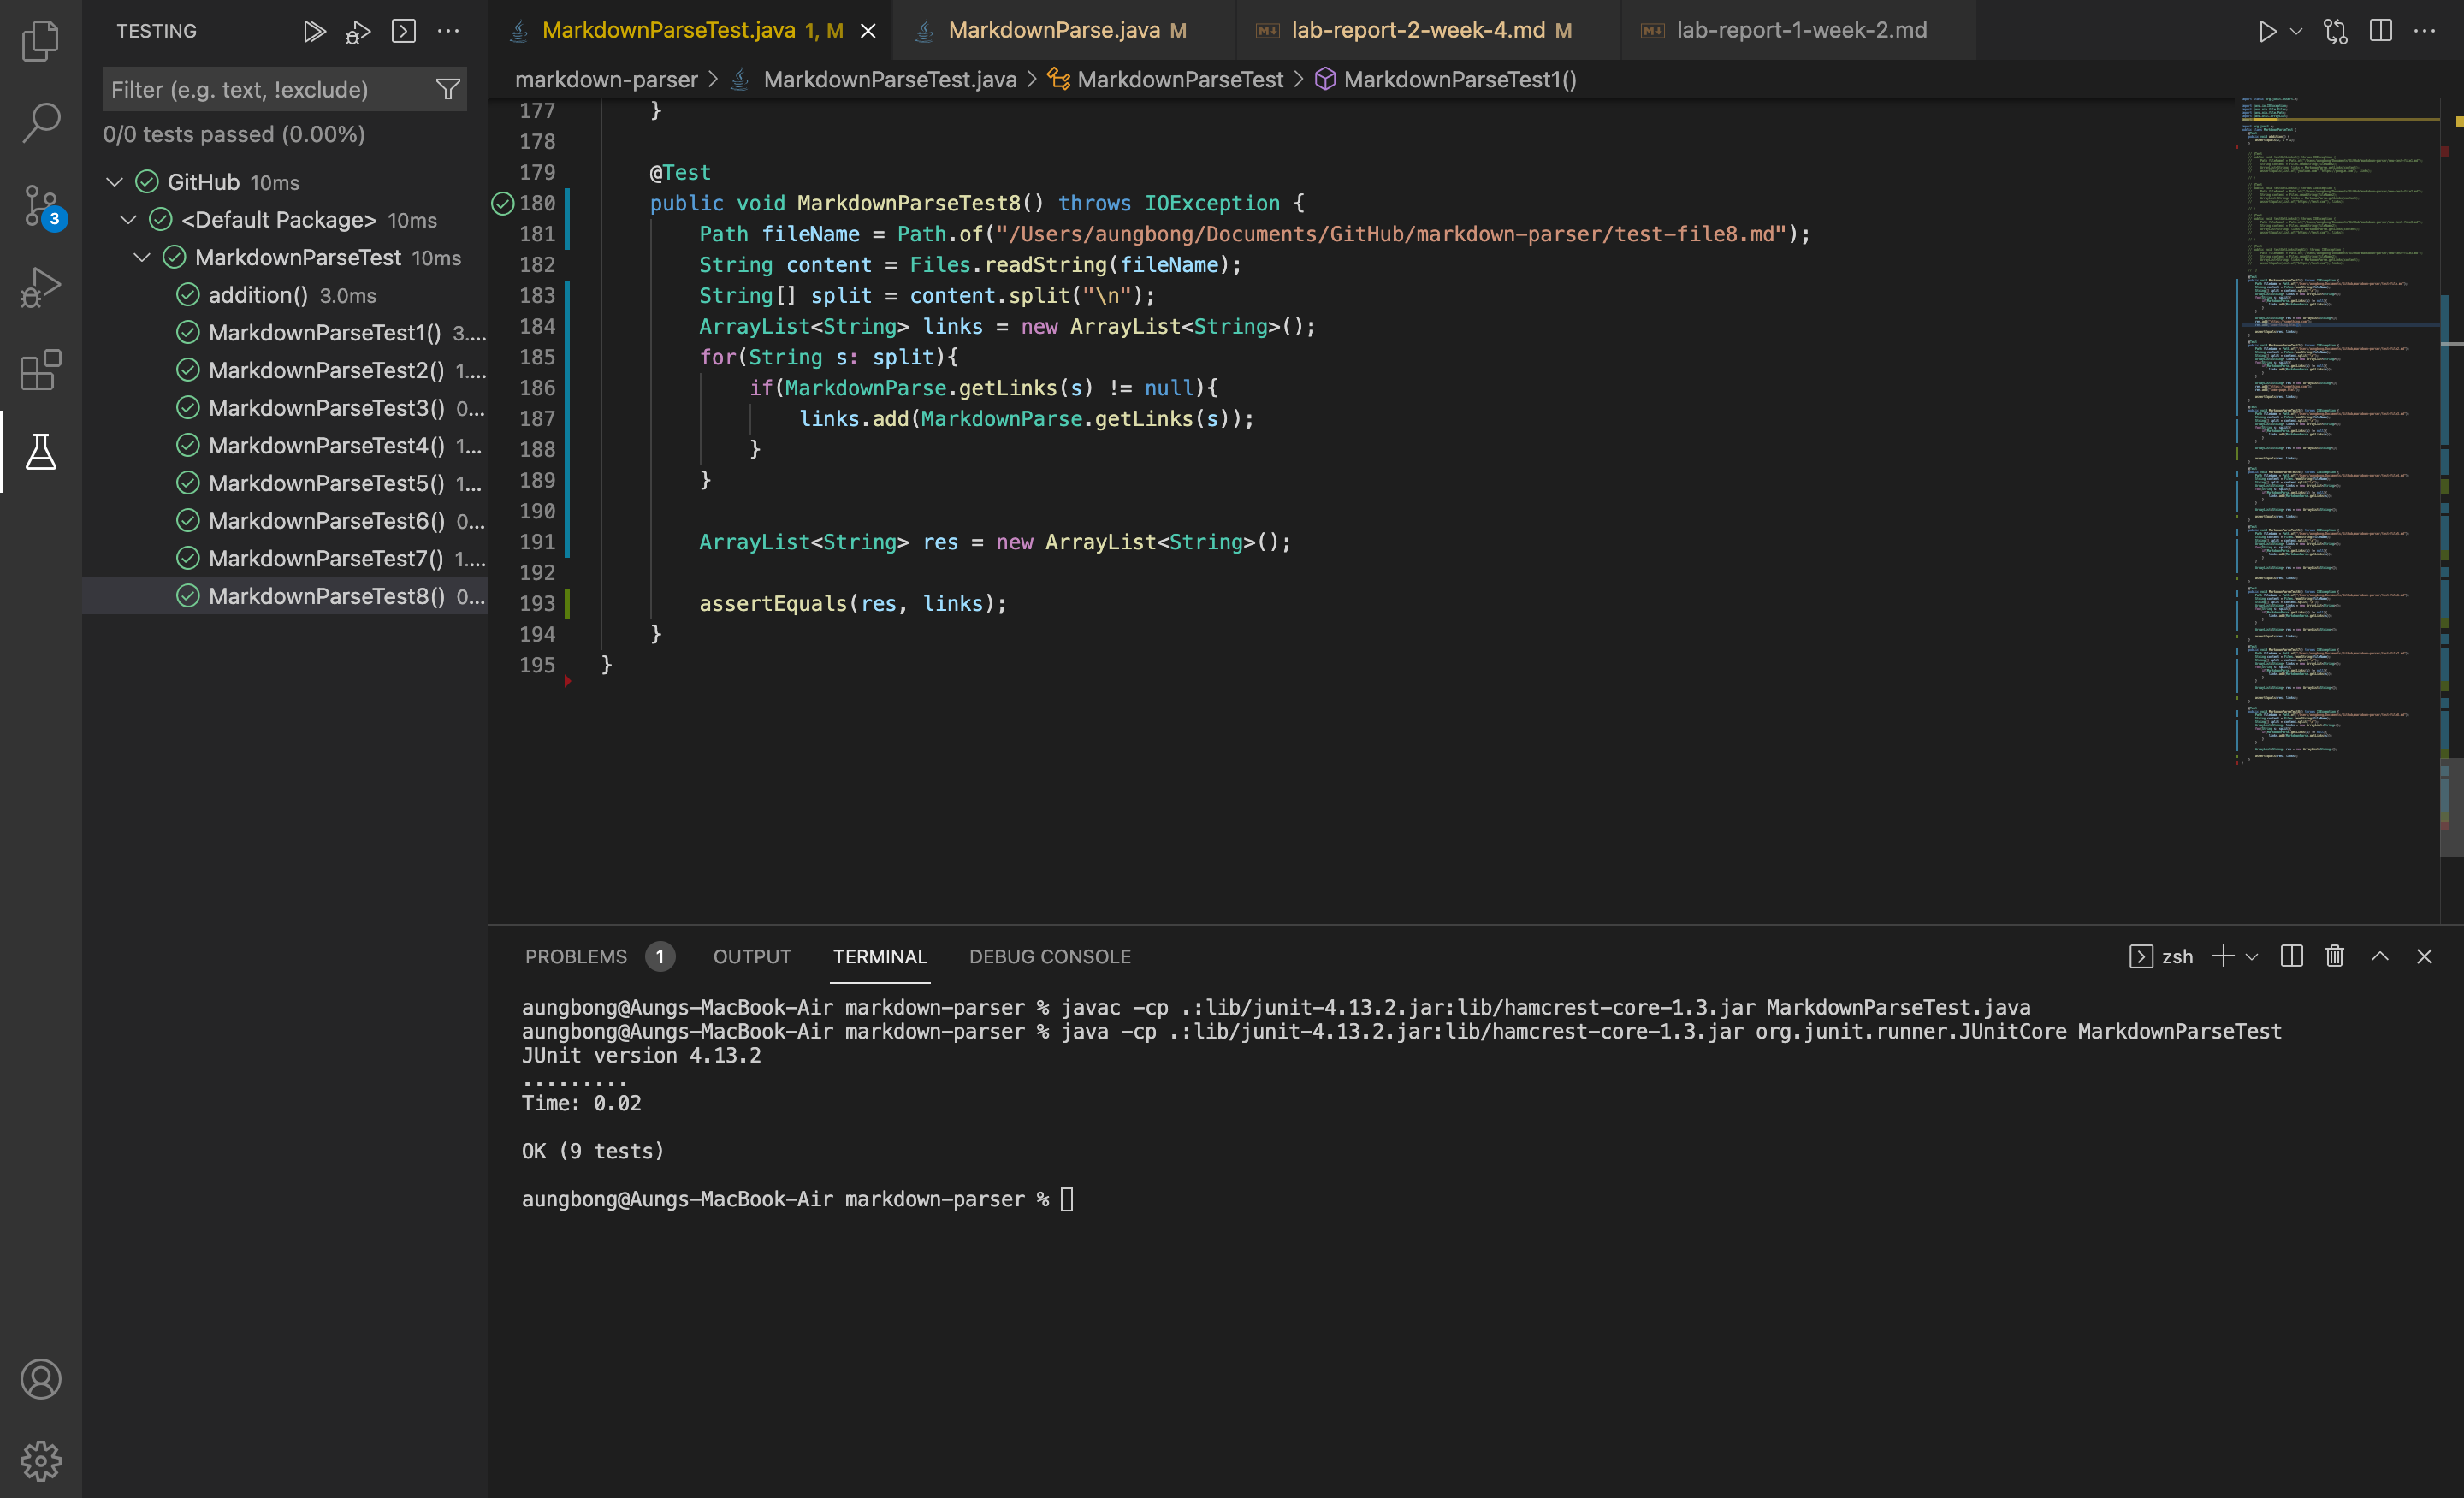 TESTING
Filter (e.g. text, !exclude)
0/0 tests passed (0.00%)
GitHub 10ms
<Default Package> 10ms
MarkdownParseTest 10ms
addition() 3.0ms
MarkdownParseTest1() 3....
MarkdownParseTest2() 1....
MarkdownParseTest3() 0...
MarkdownParseTest4() 1...
MarkdownParseTest5() 1...
MarkdownParseTest6() 0...
MarkdownParseTest7() 1....
MarkdownParseTest8() 0...
3
MarkdownParseTest.java 1, M
MarkdownParse.java M
lab-report-2-week-4.md M
lab-report-1-week-2.md
markdown-parser > MarkdownParseTest.java > MarkdownParseTest > MarkdownParseTest1()
177 }
178
179 @Test
180 public void MarkdownParseTest8() throws IOException {
181 Path fileName = Path.of("/Users/aungbong/Documents/GitHub/markdown-parser/test-file8.md");
182 String content = Files.readString(fileName);
183 String[] split = content.split("\n");
184 ArrayList<String> links = new ArrayList<String>();
185 for(String s: split){
186 if(MarkdownParse.getLinks(s) != null){
187 links.add(MarkdownParse.getLinks(s));
188 }
189 }
190
191 ArrayList<String> res = new ArrayList<String>();
192
193 assertEquals(res, links);
194 }
195 }
PROBLEMS 1 OUTPUT TERMINAL DEBUG CONSOLE
zsh
aungbong@Aungs-MacBook-Air markdown-parser % javac -cp .:lib/junit-4.13.2.jar:lib/hamcrest-core-1.3.jar MarkdownParseTest.java
aungbong@Aungs-MacBook-Air markdown-parser % java -cp .:lib/junit-4.13.2.jar:lib/hamcrest-core-1.3.jar org.junit.runner.JUnitCore MarkdownParseTest
JUnit version 4.13.2
.........
Time: 0.02
OK (9 tests)
aungbong@Aungs-MacBook-Air markdown-parser %